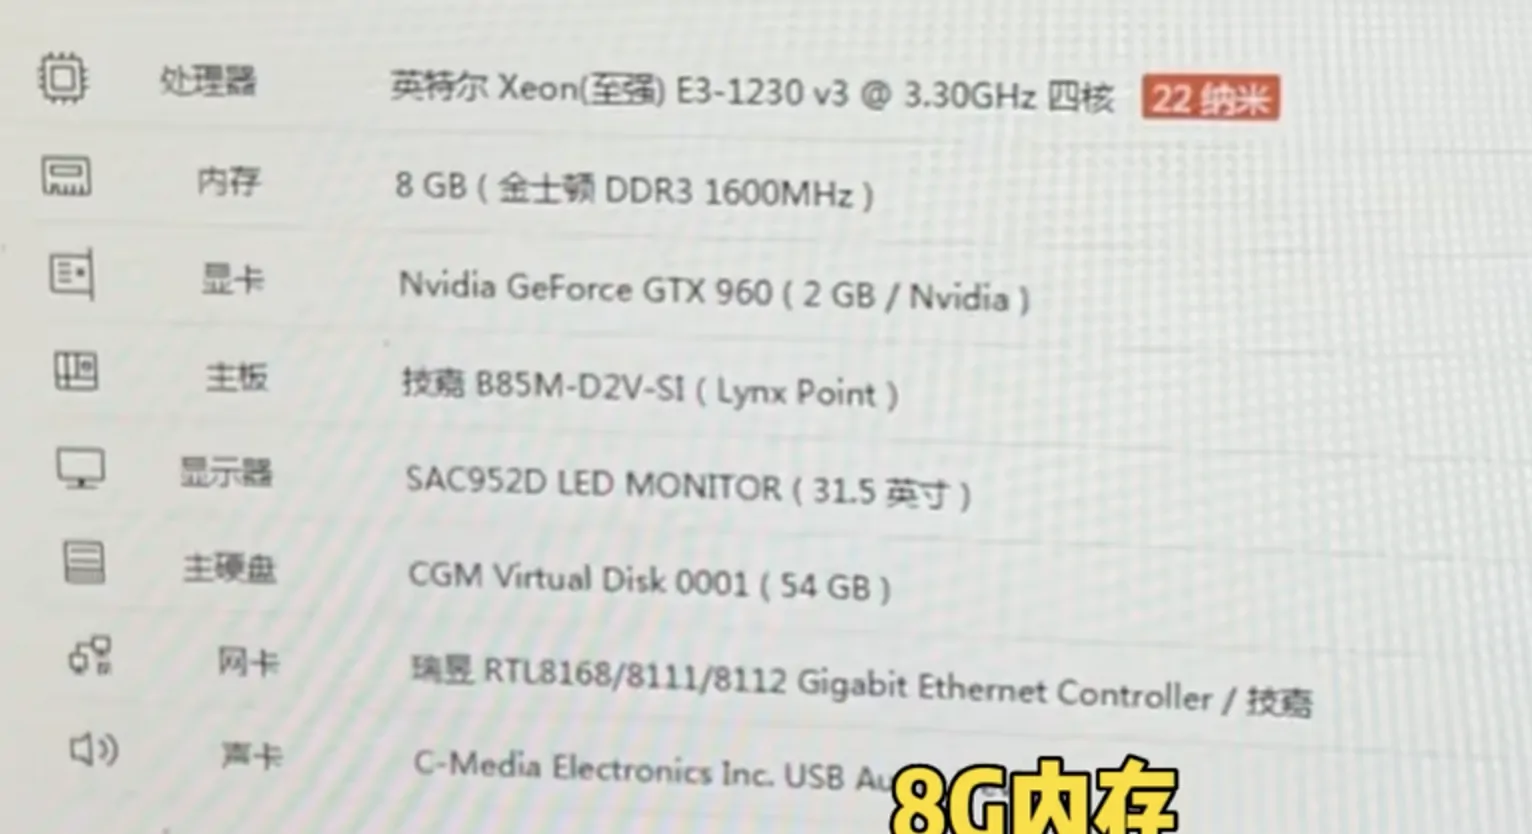 处理器 英特尔 Xeon(至强) E3-1230 v3 @ 3.30GHz 四核 22 纳米
内存 8 GB ( 金士顿 DDR3 1600MHz )
显卡 Nvidia GeForce GTX 960 ( 2 GB / Nvidia )
主板 技嘉 B85M-D2V-SI ( Lynx Point )
显示器 SAC952D LED MONITOR ( 31.5 英寸 )
主硬盘 CGM Virtual Disk 0001 ( 54 GB )
网卡 瑞昱 RTL8168/8111/8112 Gigabit Ethernet Controller / 技嘉
声卡 C-Media Electronics Inc. USB
8G内存